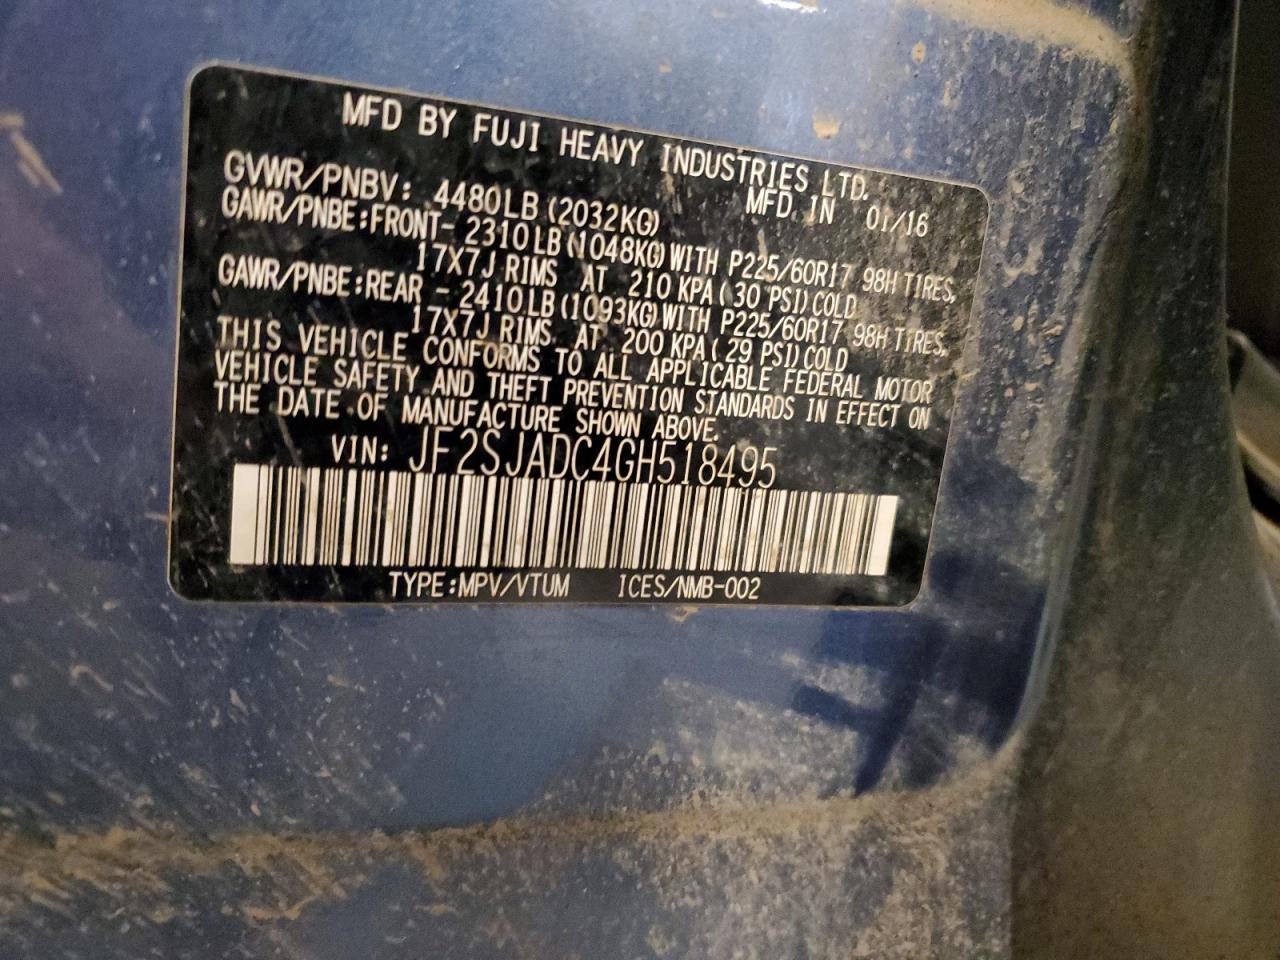 MFD BY FUJI HEAVY INDUSTRIES LTD.
MFD IN 01/16
GVWR/PNBV: 4480LB (2032KG)
GAWR/PNBE:FRONT- 2310LB(1048KG)WITH P225/60R17 98H TIRES,
17X7J RIMS AT 210 KPA(30 PSI)COLD
GAWR/PNBE:REAR - 2410LB(1093KG)WITH P225/60R17 98H TIRES,
17X7J RIMS AT 200 KPA(29 PSI)COLD
THIS VEHICLE CONFORMS TO ALL APPLICABLE FEDERAL MOTOR
VEHICLE SAFETY AND THEFT PREVENTION STANDARDS IN EFFECT ON
THE DATE OF MANUFACTURE SHOWN ABOVE.
VIN: JF2SJADC4GH518495
TYPE:MPV/VTUM ICES/NMB-002